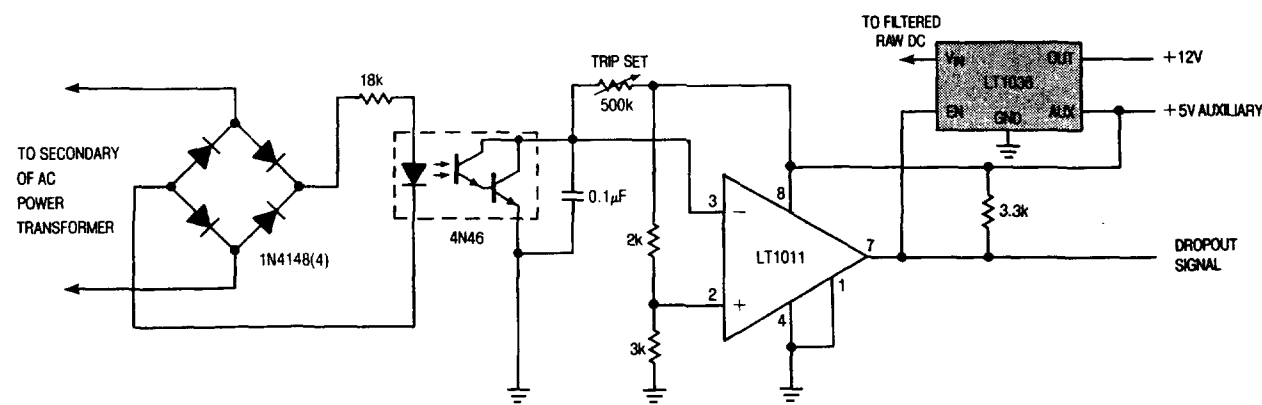 TO FILTERED
RAW DC
VIN
OUT
+12V
LT1036
EN
GND
AUX
+5V AUXILIARY
TRIP SET
500k
18k
TO SECONDARY
OF AC
POWER
TRANSFORMER
1N4148(4)
4N46
0.1µF
2k
3k
3
−
8
LT1011
7
2
+
1
4
3.3k
DROPOUT
SIGNAL